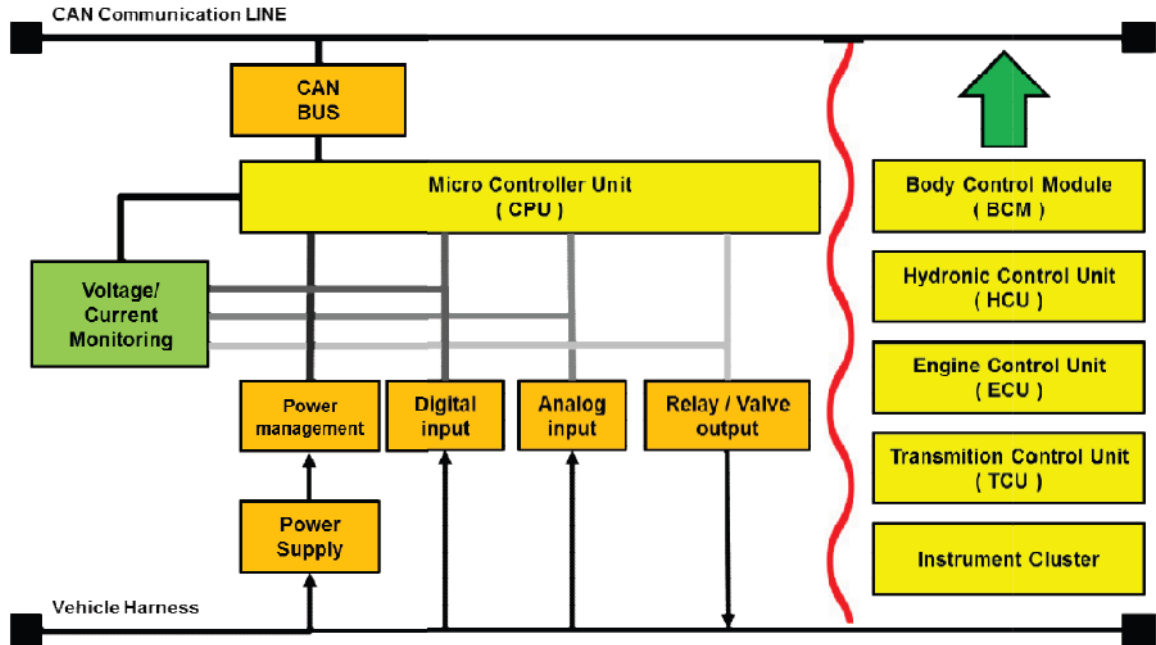 CAN Communication LINE
CAN
BUS
Micro Controller Unit
( CPU )
Voltage/
Current
Monitoring
Power
management
Digital
input
Analog
input
Relay / Valve
output
Power
Supply
Vehicle Harness
Body Control Module
( BCM )
Hydronic Control Unit
( HCU )
Engine Control Unit
( ECU )
Transmition Control Unit
( TCU )
Instrument Cluster